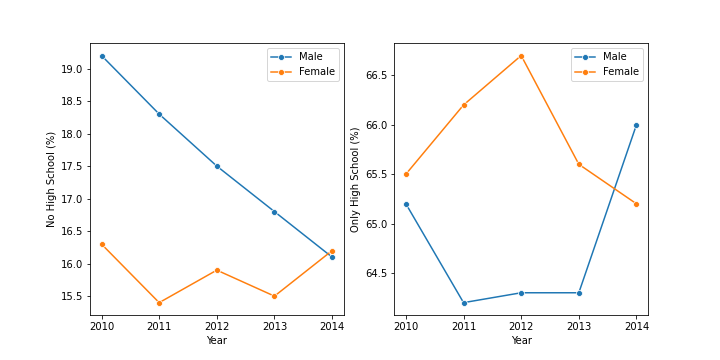 No High School (%)
19.0
18.5
18.0
17.5
17.0
16.5
16.0
15.5
2010 2011 2012 2013 2014
Year
Male
Female
Only High School (%)
66.5
66.0
65.5
65.0
64.5
2010 2011 2012 2013 2014
Year
Male
Female